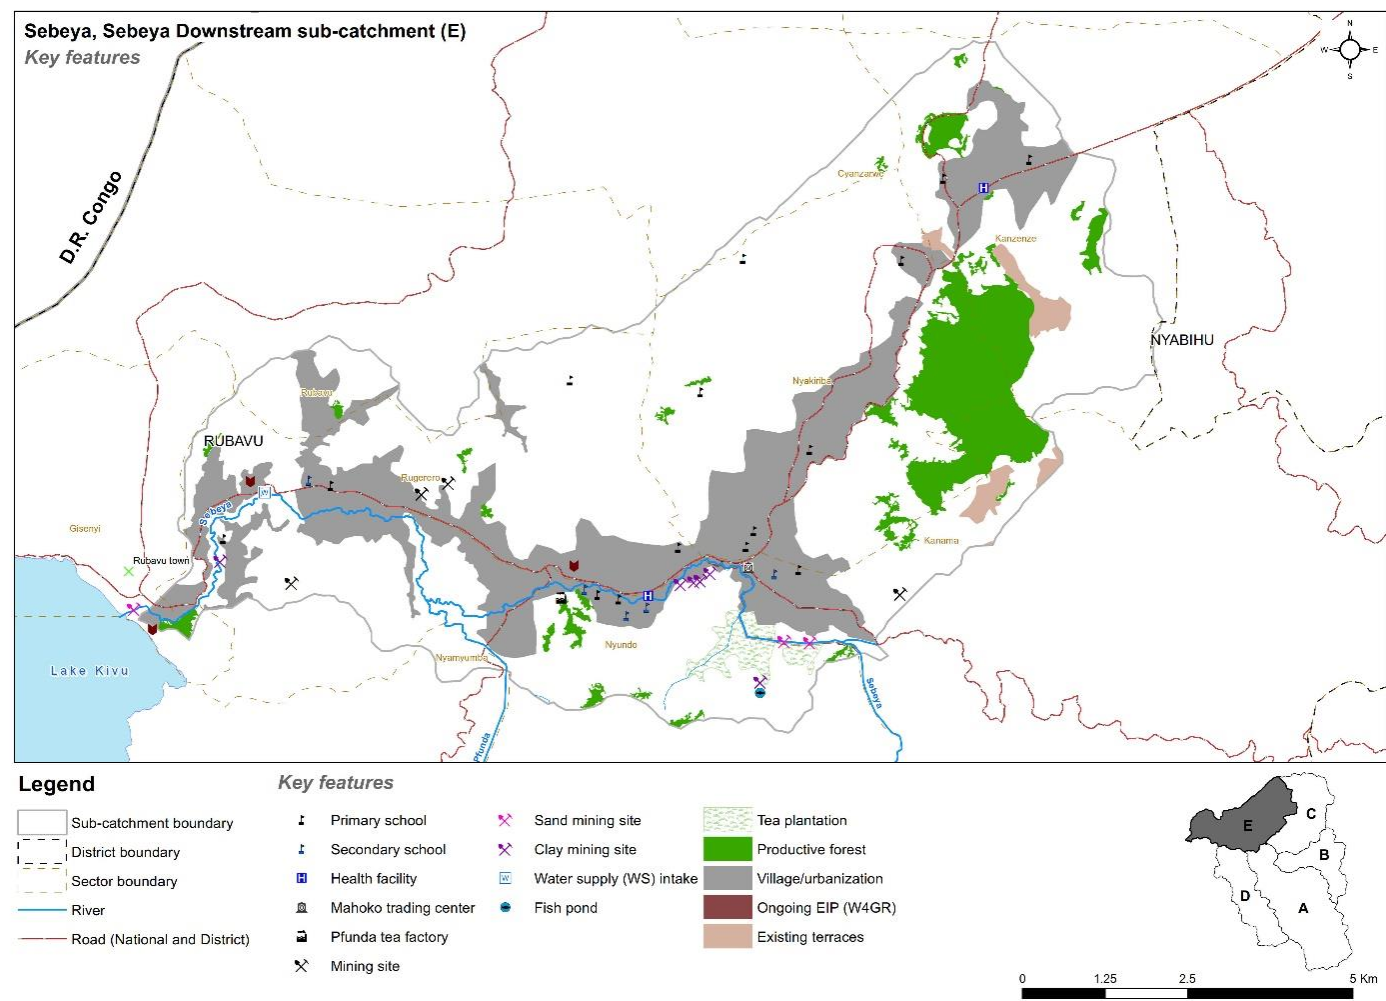 Sebeya, Sebeya Downstream sub-catchment (E)
Key features
N
W
E
S
D.R. Congo
Cyanzarwe
Kanzenze
NYABIHU
Nyakiriba
Rubavu
RUBAVU
Rugerero
W
Sebeya
Gisenyi
Rubavu town
Kanama
H
H
Nyundo
Nyamyumba
Lake Kivu
Pfunda
Sebeya
Legend
Sub-catchment boundary
District boundary
Sector boundary
River
Road (National and District)
Key features
Primary school
Secondary school
H Health facility
Mahoko trading center
Pfunda tea factory
Mining site
Sand mining site
Clay mining site
W Water supply (WS) intake
Fish pond
Tea plantation
Productive forest
Village/urbanization
Ongoing EIP (W4GR)
Existing terraces
E
C
B
D
A
0 1.25 2.5 5 Km